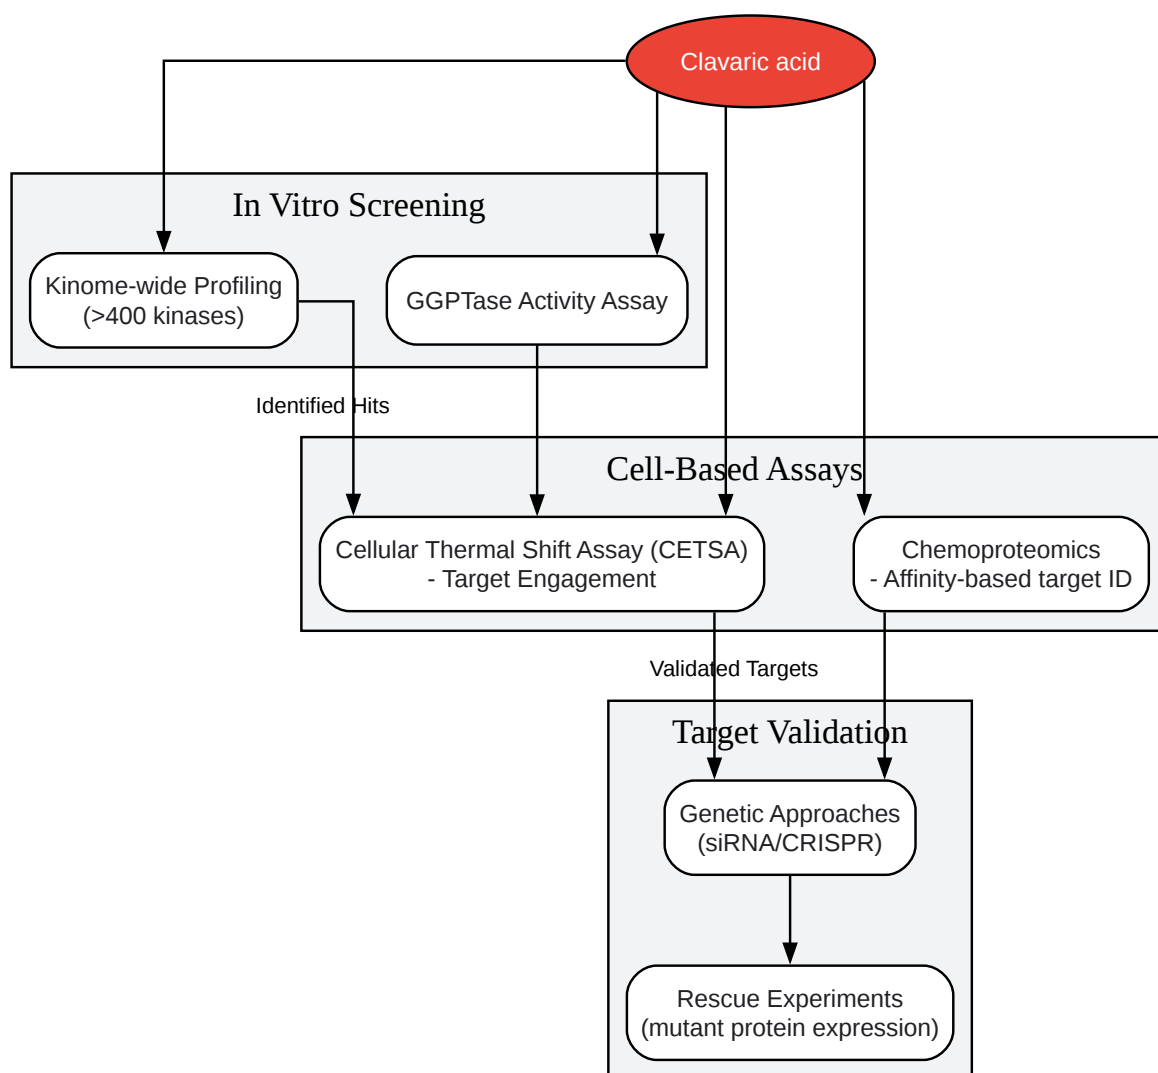 Clavaric acid
In Vitro Screening
Kinome-wide Profiling
(>400 kinases)
GGPTase Activity Assay
Identified Hits
Cell-Based Assays
Cellular Thermal Shift Assay (CETSA)
- Target Engagement
Chemoproteomics
- Affinity-based target ID
Validated Targets
Target Validation
Genetic Approaches
(siRNA/CRISPR)
Rescue Experiments
(mutant protein expression)